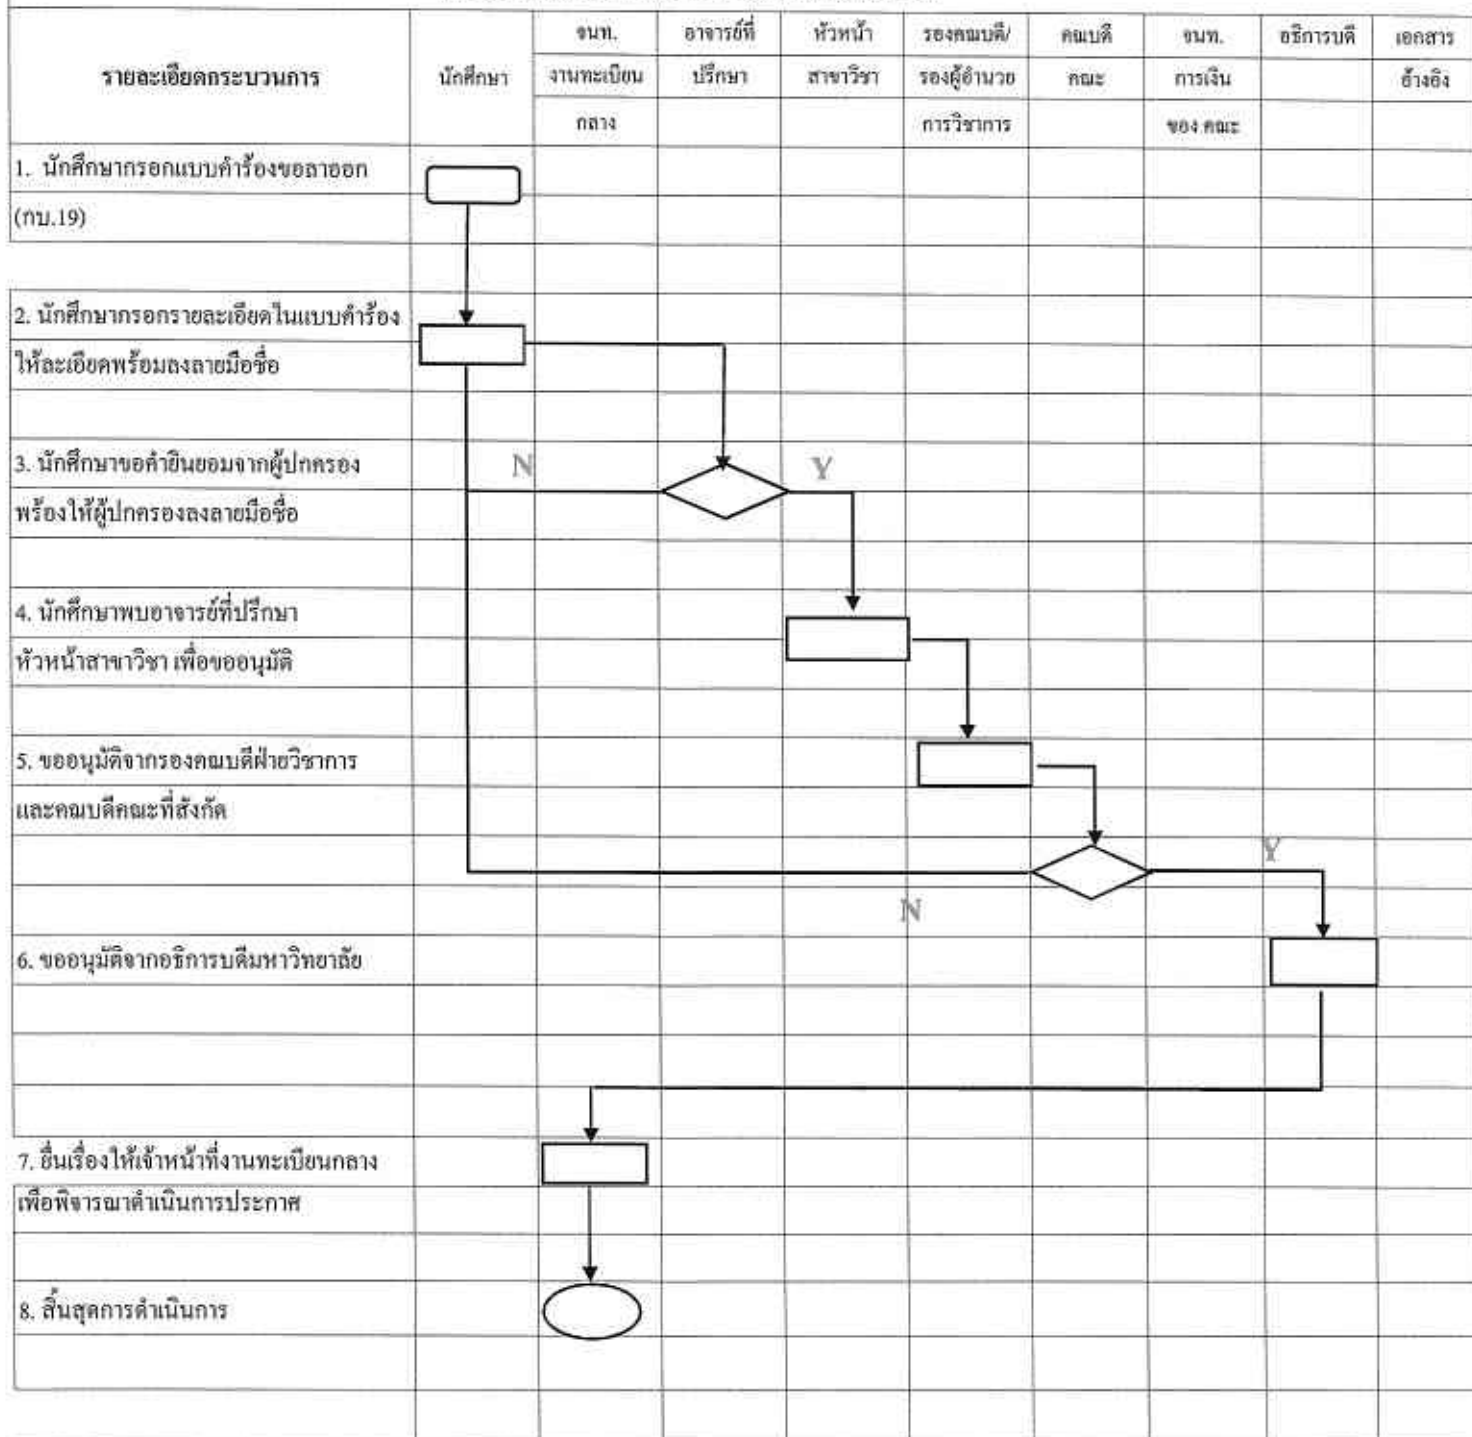 จนท. อาจารย์ที่ หัวหน้า รองคณบดี/ คณบดี จนท. อธิการบดี เอกสาร
รายละเอียดกระบวนการ นักศึกษา งานทะเบียน ปรึกษา สาขาวิชา รองผู้อำนวย คณะ การเงิน อ้างอิง
กลาง การวิชาการ ของ คณะ
1. นักศึกษากรอกแบบคำร้องขอลาออก
(กบ.19)
2. นักศึกษากรอกรายละเอียดในแบบคำร้อง
ให้ละเอียดพร้อมลงลายมือชื่อ
3. นักศึกษาขอคำยินยอมจากผู้ปกครอง
N Y
พร้องให้ผู้ปกครองลงลายมือชื่อ
4. นักศึกษาพบอาจารย์ที่ปรึกษา
หัวหน้าสาขาวิชา เพื่อขออนุมัติ
5. ขออนุมัติจากรองคณบดีฝ่ายวิชาการ
และคณบดีคณะที่สังกัด
Y
N
6. ขออนุมัติจากอธิการบดีมหาวิทยาลัย
7. ยื่นเรื่องให้เจ้าหน้าที่งานทะเบียนกลาง
เพื่อพิจารณาดำเนินการประกาศ
8. สิ้นสุดการดำเนินการ